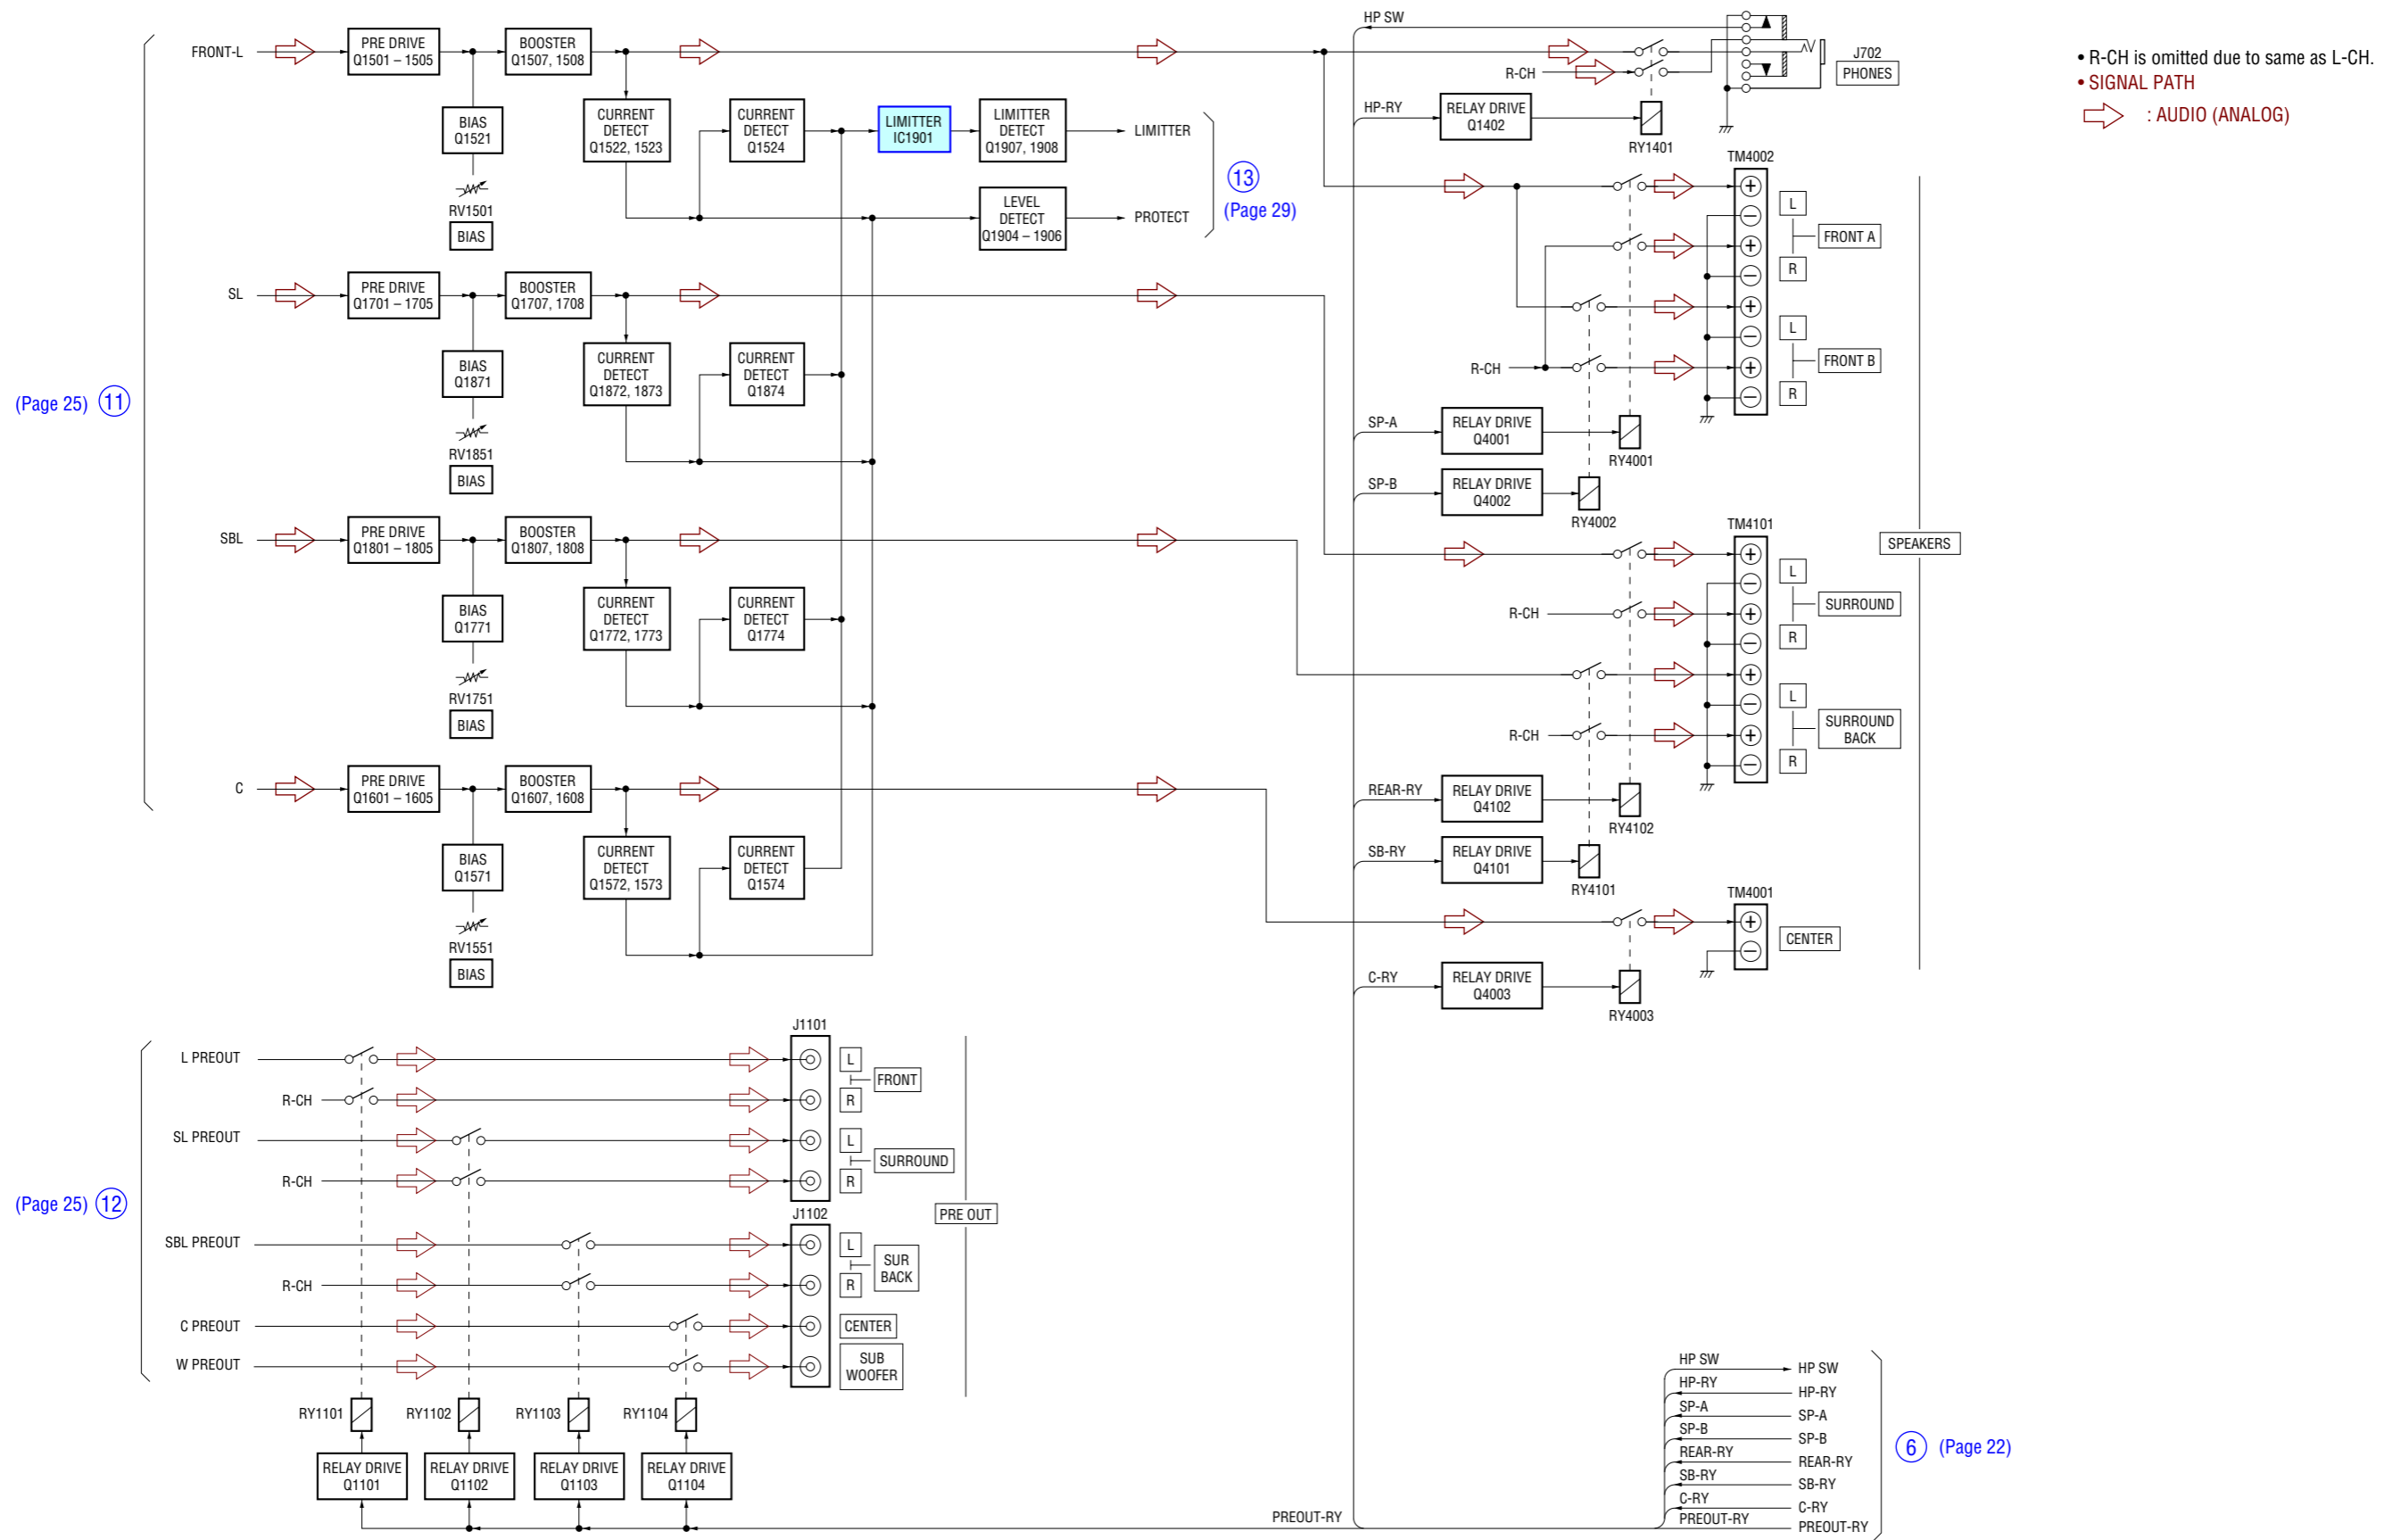 FRONT-L
PRE DRIVE
Q1501 – 1505
BOOSTER
Q1507, 1508
BIAS
Q1521
RV1501
BIAS
CURRENT
DETECT
Q1522, 1523
CURRENT
DETECT
Q1524
LIMITTER
IC1901
LIMITTER
DETECT
Q1907, 1908
LIMITTER
LEVEL
DETECT
Q1904 – 1906
PROTECT
13
(Page 29)
SL
PRE DRIVE
Q1701 – 1705
BOOSTER
Q1707, 1708
BIAS
Q1871
RV1851
BIAS
CURRENT
DETECT
Q1872, 1873
CURRENT
DETECT
Q1874
(Page 25) 11
SBL
PRE DRIVE
Q1801 – 1805
BOOSTER
Q1807, 1808
BIAS
Q1771
RV1751
BIAS
CURRENT
DETECT
Q1772, 1773
CURRENT
DETECT
Q1774
C
PRE DRIVE
Q1601 – 1605
BOOSTER
Q1607, 1608
BIAS
Q1571
RV1551
BIAS
CURRENT
DETECT
Q1572, 1573
CURRENT
DETECT
Q1574
HP SW
R-CH
J702
PHONES
HP-RY
RELAY DRIVE
Q1402
RY1401
TM4002
L
FRONT A
R
L
FRONT B
R
R-CH
SP-A
RELAY DRIVE
Q4001
RY4001
SP-B
RELAY DRIVE
Q4002
RY4002
TM4101
SPEAKERS
L
SURROUND
R
R-CH
L
SURROUND
BACK
R
R-CH
REAR-RY
RELAY DRIVE
Q4102
RY4102
SB-RY
RELAY DRIVE
Q4101
RY4101
TM4001
CENTER
C-RY
RELAY DRIVE
Q4003
RY4003
• R-CH is omitted due to same as L-CH.
• SIGNAL PATH
: AUDIO (ANALOG)
J1101
L PREOUT
L
FRONT
R-CH
R
SL PREOUT
L
SURROUND
R-CH
R
(Page 25) 12
PRE OUT
J1102
SBL PREOUT
L
SUR
BACK
R-CH
R
C PREOUT
CENTER
W PREOUT
SUB
WOOFER
RY1101
RY1102
RY1103
RY1104
RELAY DRIVE
Q1101
RELAY DRIVE
Q1102
RELAY DRIVE
Q1103
RELAY DRIVE
Q1104
PREOUT-RY
HP SW
HP SW
HP-RY
HP-RY
SP-A
SP-A
SP-B
SP-B
REAR-RY
REAR-RY
SB-RY
SB-RY
C-RY
C-RY
PREOUT-RY
PREOUT-RY
6 (Page 22)